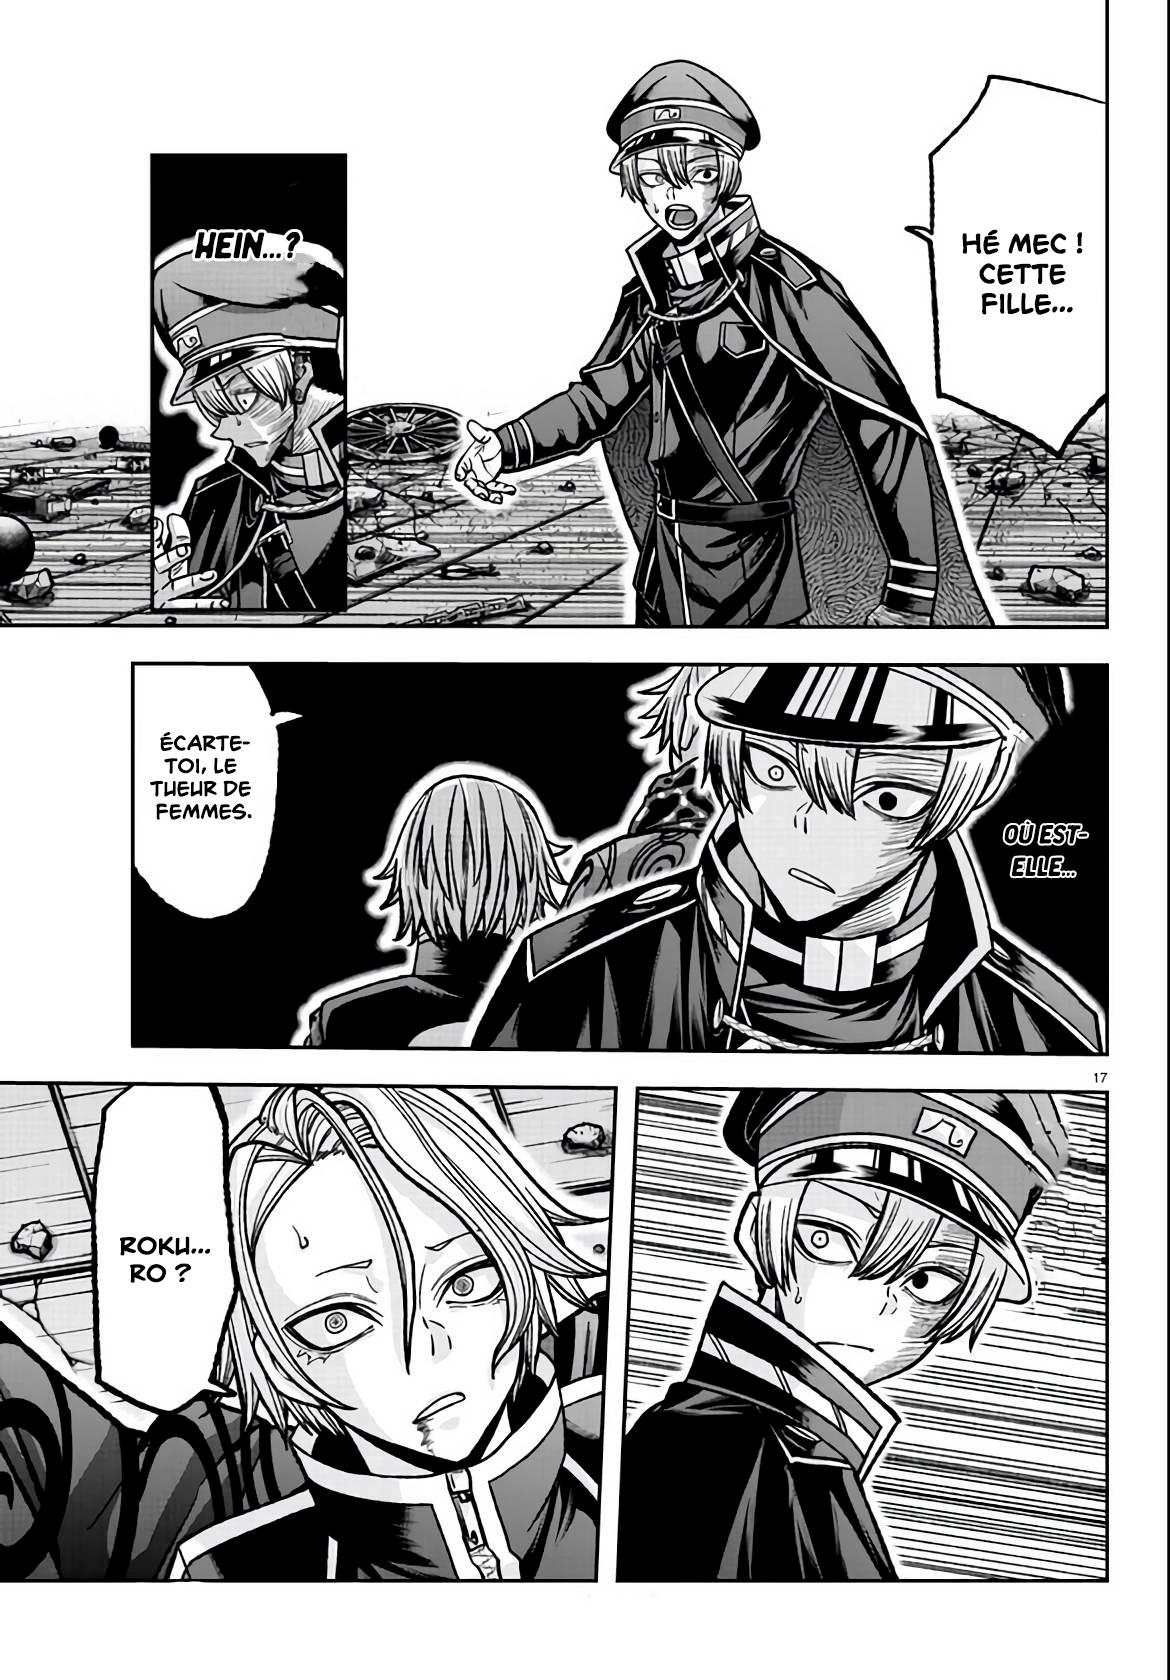 HÉ MEC !
CETTE
FILLE...
HEIN...?
OÙ EST-
ELLE...
ÉCARTE-
TOI, LE
TUEUR DE
FEMMES.
17
ROKU...
RO ?